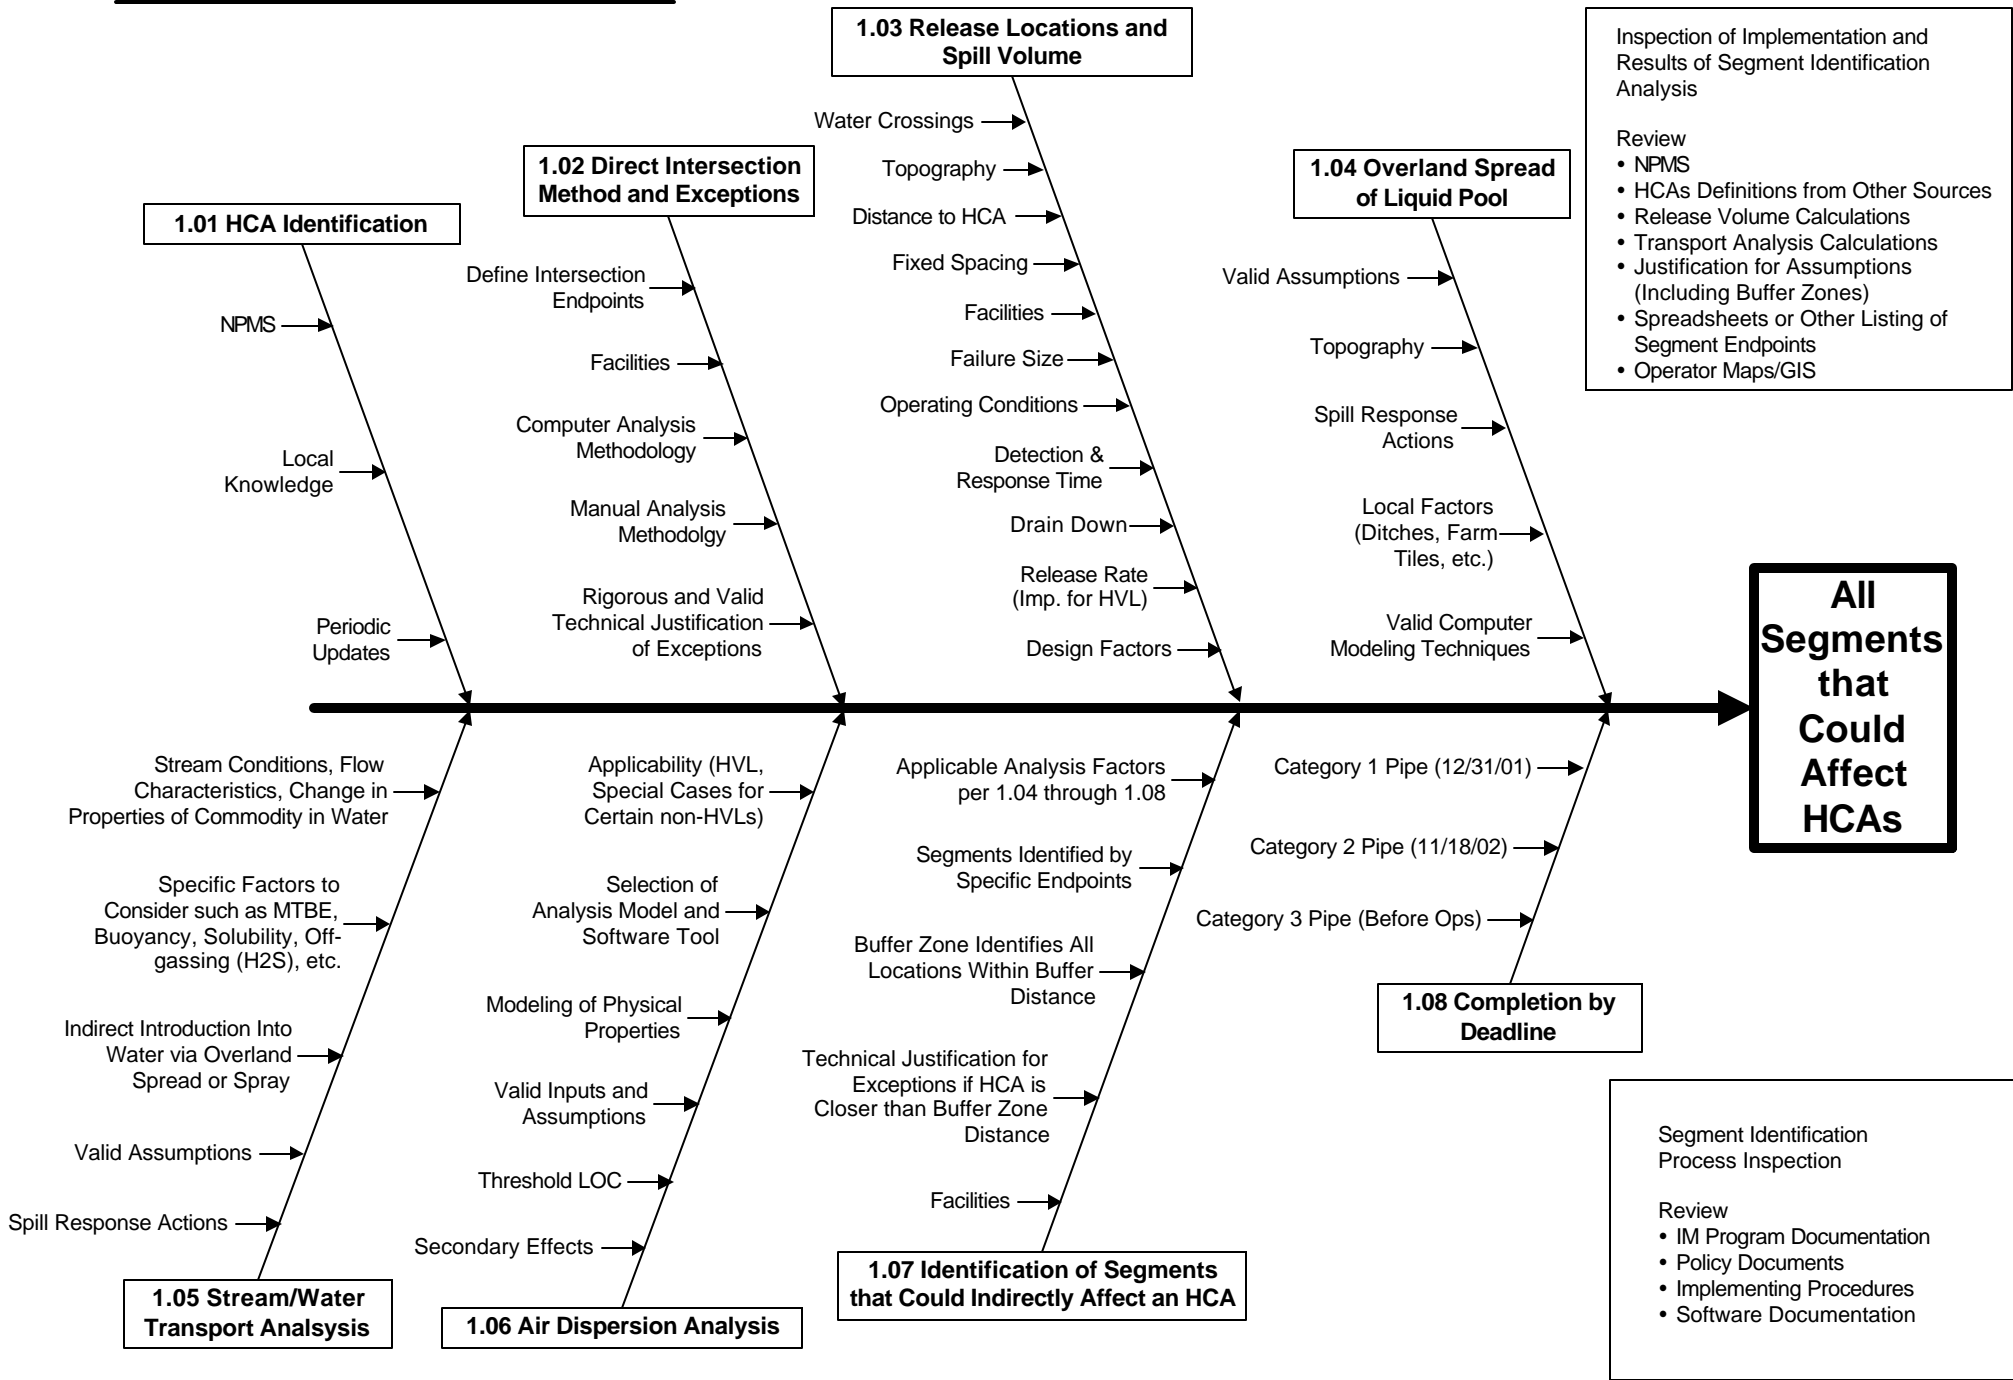 1.03 Release Locations and
Spill Volume
Water Crossings
Topography
Distance to HCA
Fixed Spacing
Facilities
Failure Size
Operating Conditions
Detection &
Response Time
Drain Down
Release Rate
(Imp. for HVL)
Design Factors
1.02 Direct Intersection
Method and Exceptions
Define Intersection
Endpoints
Facilities
Computer Analysis
Methodology
Manual Analysis
Methodolgy
Rigorous and Valid
Technical Justification
of Exceptions
1.01 HCA Identification
NPMS
Local
Knowledge
Periodic
Updates
1.04 Overland Spread
of Liquid Pool
Valid Assumptions
Topography
Spill Response
Actions
Local Factors
(Ditches, Farm
Tiles, etc.)
Valid Computer
Modeling Techniques
Inspection of Implementation and
Results of Segment Identification
Analysis
Review
• NPMS
• HCAs Definitions from Other Sources
• Release Volume Calculations
• Transport Analysis Calculations
• Justification for Assumptions
(Including Buffer Zones)
• Spreadsheets or Other Listing of
Segment Endpoints
• Operator Maps/GIS
All
Segments
that
Could
Affect
HCAs
Stream Conditions, Flow
Characteristics, Change in
Properties of Commodity in Water
Specific Factors to
Consider such as MTBE,
Buoyancy, Solubility, Off-
gassing (H2S), etc.
Indirect Introduction Into
Water via Overland
Spread or Spray
Valid Assumptions
Spill Response Actions
1.05 Stream/Water
Transport Analsysis
Applicability (HVL,
Special Cases for
Certain non-HVLs)
Selection of
Analysis Model and
Software Tool
Modeling of Physical
Properties
Valid Inputs and
Assumptions
Threshold LOC
Secondary Effects
1.06 Air Dispersion Analysis
Applicable Analysis Factors
per 1.04 through 1.08
Segments Identified by
Specific Endpoints
Buffer Zone Identifies All
Locations Within Buffer
Distance
Technical Justification for
Exceptions if HCA is
Closer than Buffer Zone
Distance
Facilities
1.07 Identification of Segments
that Could Indirectly Affect an HCA
Category 1 Pipe (12/31/01)
Category 2 Pipe (11/18/02)
Category 3 Pipe (Before Ops)
1.08 Completion by
Deadline
Segment Identification
Process Inspection
Review
• IM Program Documentation
• Policy Documents
• Implementing Procedures
• Software Documentation